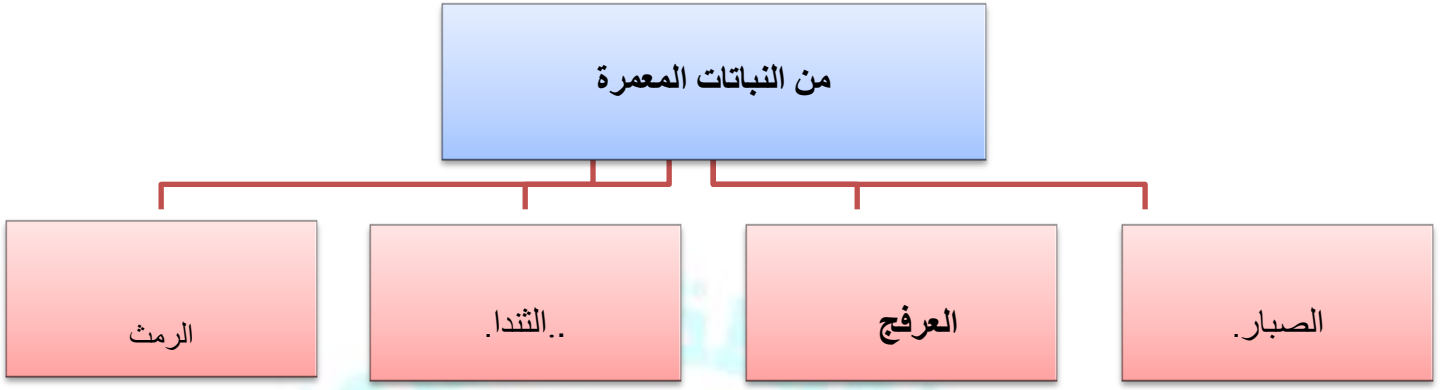 من النباتات المعمرة
الصبار.
العرفج
..الثندا.
الرمث